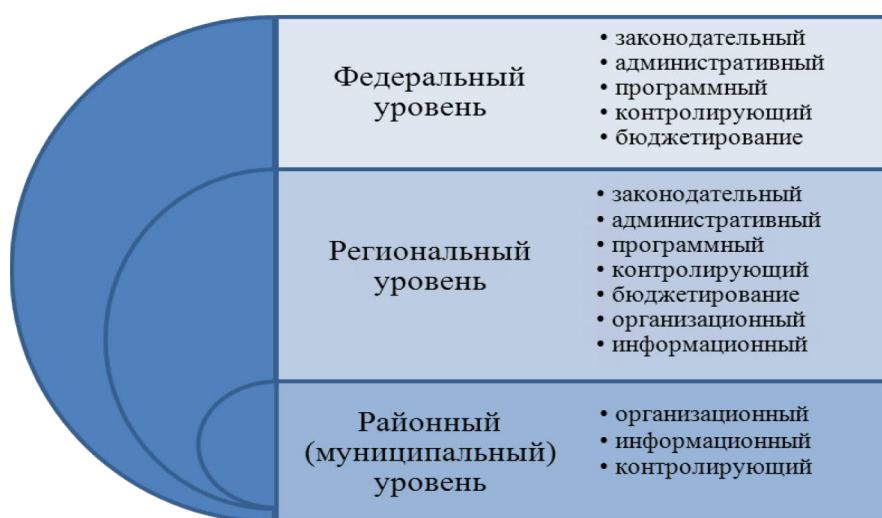 Федеральный
уровень
• законодательный
• административный
• программный
• контролирующий
• бюджетирование
Региональный
уровень
• законодательный
• административный
• программный
• контролирующий
• бюджетирование
• организационный
• информационный
Районный
(муниципальный)
уровень
• организационный
• информационный
• контролирующий